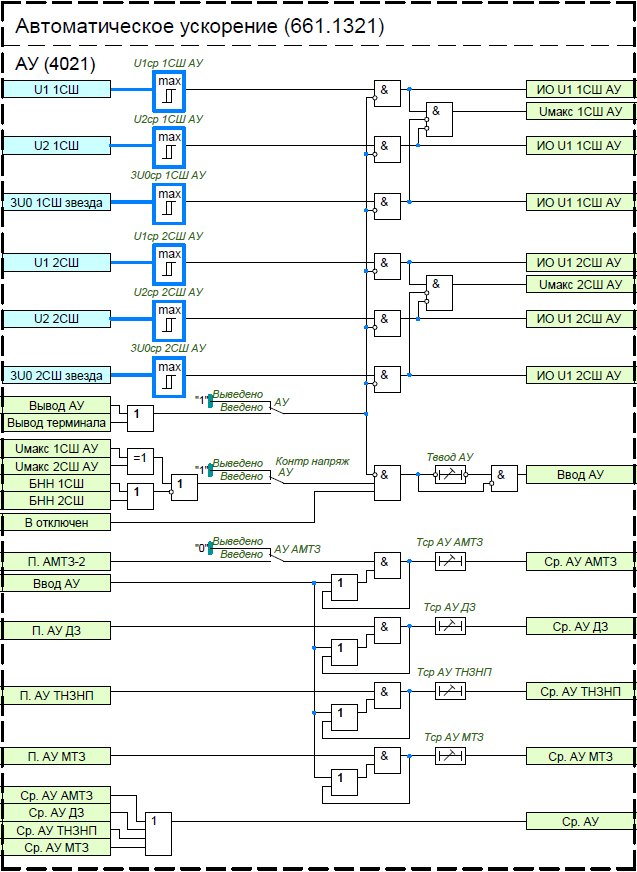 Автоматическое ускорение (661.1321)
АУ (4021)
U1ср 1СШ АУ
U1 1СШ
max
&
ИО U1 1СШ АУ
&
Uмакс 1СШ АУ
U2ср 1СШ АУ
U2 1СШ
max
&
ИО U1 1СШ АУ
3U0ср 1СШ АУ
3U0 1СШ звезда
max
&
ИО U1 1СШ АУ
U1ср 2СШ АУ
U1 2СШ
max
&
ИО U1 2СШ АУ
&
Uмакс 2СШ АУ
U2ср 2СШ АУ
U2 2СШ
max
&
ИО U1 2СШ АУ
3U0ср 2СШ АУ
3U0 2СШ звезда
max
&
ИО U1 2СШ АУ
Вывод АУ
Вывод терминала
1
"1"
Выведено
Введено
АУ
Uмакс 1СШ АУ
Uмакс 2СШ АУ
=1
БНН 1СШ
БНН 2СШ
1
1
"1"
Выведено
Введено
Контр напряж
АУ
&
Tввод АУ
&
Ввод АУ
В отключен
"0"
Выведено
Введено
АУ АМТЗ
П. АМТЗ-2
Ввод АУ
1
&
Tср АУ АМТЗ
Ср. АУ АМТЗ
П. АУ ДЗ
1
&
Tср АУ ДЗ
Ср. АУ ДЗ
П. АУ ТНЗНП
1
&
Tср АУ ТНЗНП
Ср. АУ ТНЗНП
П. АУ МТЗ
1
&
Tср АУ МТЗ
Ср. АУ МТЗ
Ср. АУ АМТЗ
Ср. АУ ДЗ
Ср. АУ ТНЗНП
Ср. АУ МТЗ
1
Ср. АУ